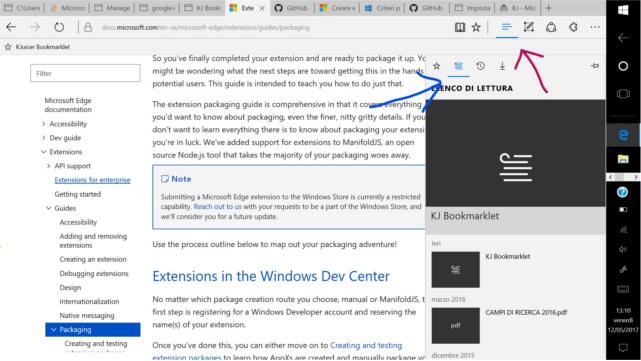 C:\Users
Microso
Manage
google i
KJ Booki
Exte
GitHub
Create e
Criteri p
GitHub
Imposta
KJ - Mic
docs.microsoft.com/en-us/microsoft-edge/extensions/guides/packaging
KJuicer Bookmarklet
Filter
Microsoft Edge
documentation
Accessibility
Dev guide
Extensions
API support
Extensions for enterprise
Getting started
Guides
Accessibility
Adding and removing
extensions
Creating an extension
Debugging extensions
Design
Internationalization
Native messaging
Packaging
Creating and testing
So you've finally completed your extension and are ready to package it up. Yo
might be wondering what the next steps are toward getting this in the hands
potential users. This guide is intended to teach you how to do just that.
The extension packaging guide is comprehensive in that it covers everything
you'd want to know about packaging, even the finer, nitty gritty details. If you
don't want to learn everything there is to know about packaging your extensi
you're in luck. We've added support for extensions to ManifoldJS, an open
source Node.js tool that takes the majority of your packaging woes away.
Note
Submitting a Microsoft Edge extension to the Windows Store is currently a restricted
capability. Reach out to us with your requests to be a part of the Windows Store, and
we'll consider you for a future update.
Use the process outline below to map out your packaging adventure!
Extensions in the Windows Dev Center
No matter which package creation route you choose, manual or ManifoldJS, t
first step is registering for a Windows Developer account and reserving the
name(s) of your extension.
Once you've done this, you can either move on to Creating and testing
extension packages to learn how AppXs are created and manually package yo
ELENCO DI LETTURA
KJ Bookmarklet
Ieri
KJ Bookmarklet
marzo 2016
pdf
CAMPI DI RICERCA 2016.pdf
dicembre 2015
13:10
venerdì
12/05/2017